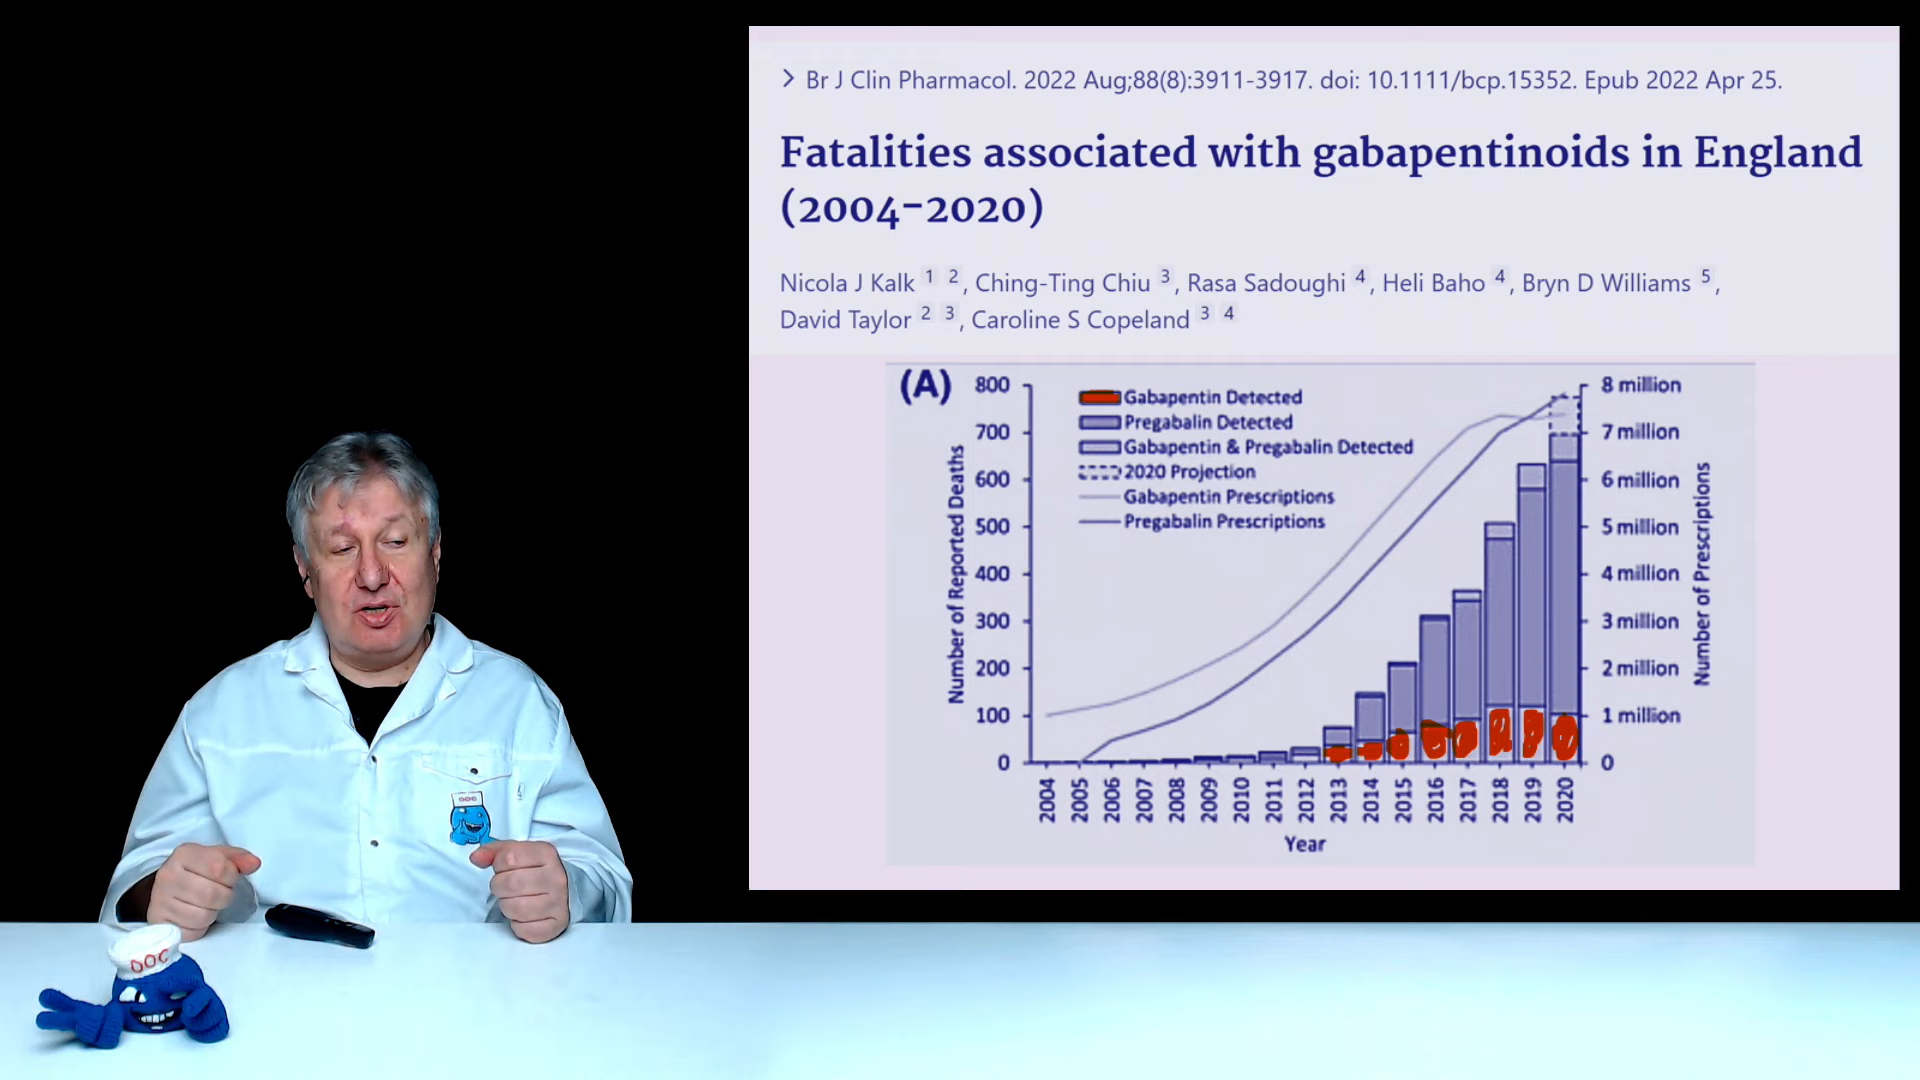 > Br J Clin Pharmacol. 2022 Aug;88(8):3911-3917. doi: 10.1111/bcp.15352. Epub 2022 Apr 25.
Fatalities associated with gabapentinoids in England
(2004-2020)
Nicola J Kalk 1 2, Ching-Ting Chiu 3, Rasa Sadoughi 4, Heli Baho 4, Bryn D Williams 5,
David Taylor 2 3, Caroline S Copeland 3 4
(A)
Number of Reported Deaths
800
700
600
500
400
300
200
100
0
Gabapentin Detected
Pregabalin Detected
Gabapentin & Pregabalin Detected
2020 Projection
Gabapentin Prescriptions
Pregabalin Prescriptions
8 million
7 million
6 million
5 million
4 million
3 million
2 million
1 million
0
Number of Prescriptions
2004 2005 2006 2007 2008 2009 2010 2011 2012 2013 2014 2015 2016 2017 2018 2019 2020
Year
DOC
DOC